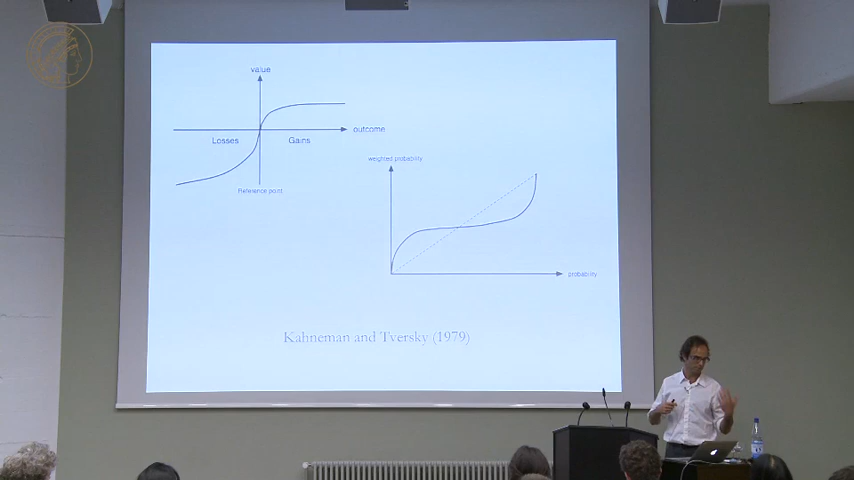 value
outcome
Losses
Gains
Reference point
weighted probability
probability
Kahneman and Tversky (1979)